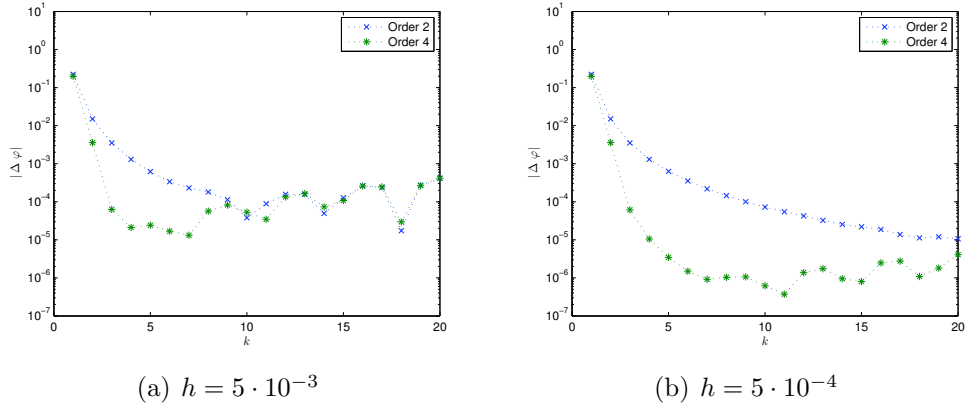 10^1
10^0
10^{-1}
10^{-2}
10^{-3}
10^{-4}
10^{-5}
10^{-6}
10^{-7}
|Δφ|
0 5 10 15 20
k
Order 2
Order 4
(a) h = 5 · 10^{-3}
10^1
10^0
10^{-1}
10^{-2}
10^{-3}
10^{-4}
10^{-5}
10^{-6}
10^{-7}
|Δφ|
0 5 10 15 20
k
Order 2
Order 4
(b) h = 5 · 10^{-4}